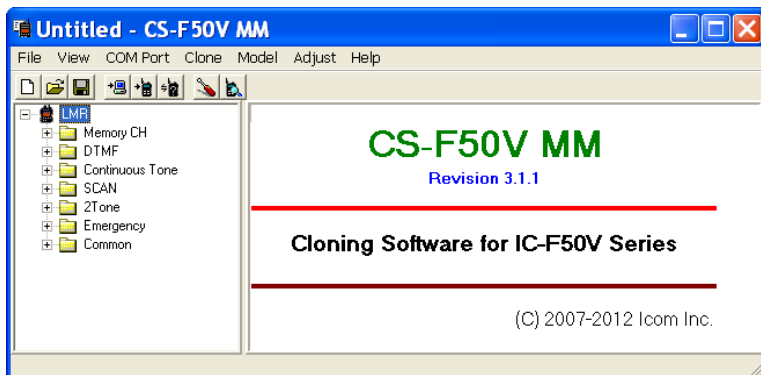 Untitled - CS-F50V MM
File View COM Port Clone Model Adjust Help
LMR
Memory CH
DTMF
Continuous Tone
SCAN
2Tone
Emergency
Common
CS-F50V MM
Revision 3.1.1
Cloning Software for IC-F50V Series
(C) 2007-2012 Icom Inc.